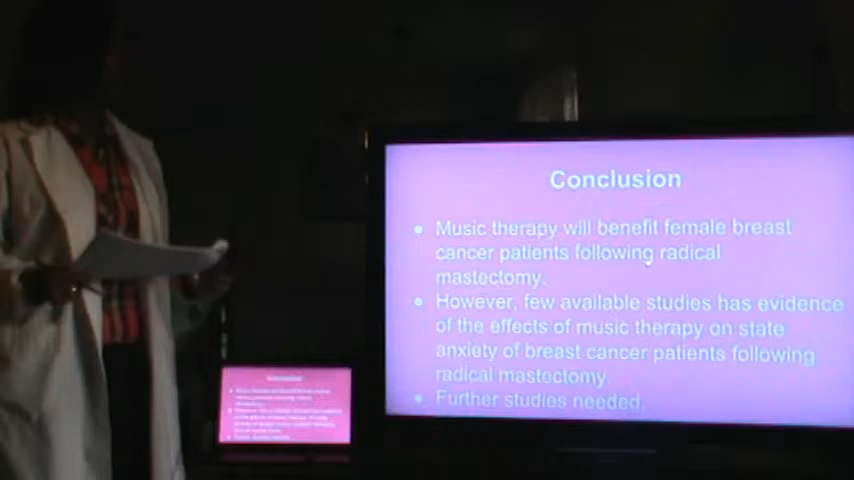 Conclusion
• Music therapy will benefit female breast
cancer patients following radical
mastectomy.
• However, few available studies has evidence
of the effects of music therapy on state
anxiety of breast cancer patients following
radical mastectomy.
• Further studies needed.